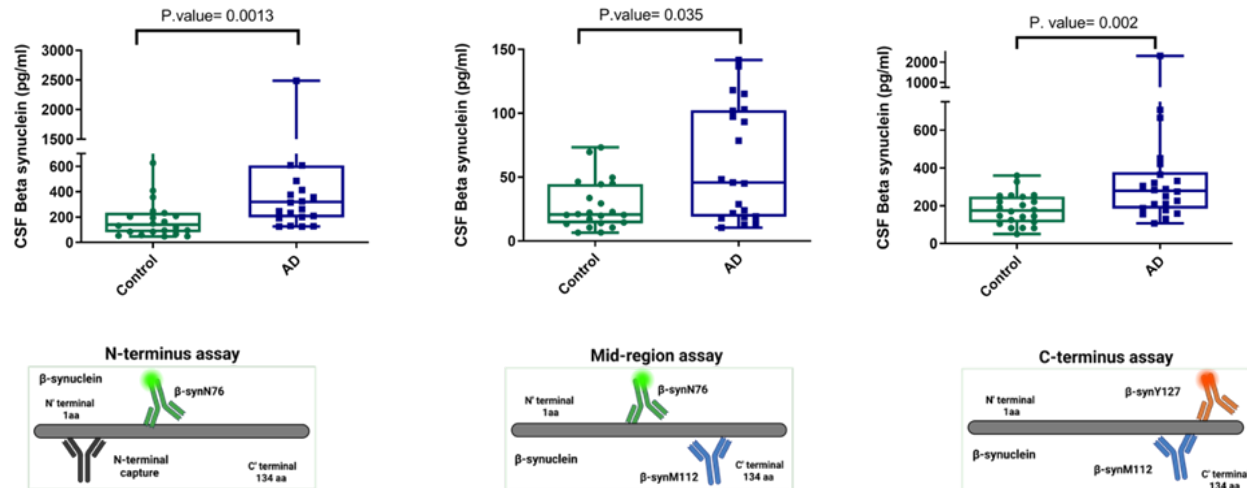 P.value= 0.0013
CSF Beta synuclein (pg/ml)
3000
2500
2000
1500
600
400
200
0
Control
AD
P.value= 0.035
CSF Beta synuclein (pg/ml)
150
100
50
0
Control
AD
P. value= 0.002
CSF Beta synuclein (pg/ml)
2000
1000
600
400
200
0
Control
AD
N-terminus assay
β-synuclein
β-synN76
N' terminal
1aa
N-terminal
capture
C' terminal
134 aa
Mid-region assay
β-synN76
N' terminal
1aa
β-synuclein
β-synM112
C' terminal
134 aa
C-terminus assay
β-synY127
N' terminal
1aa
β-synuclein
β-synM112
C' terminal
134 aa